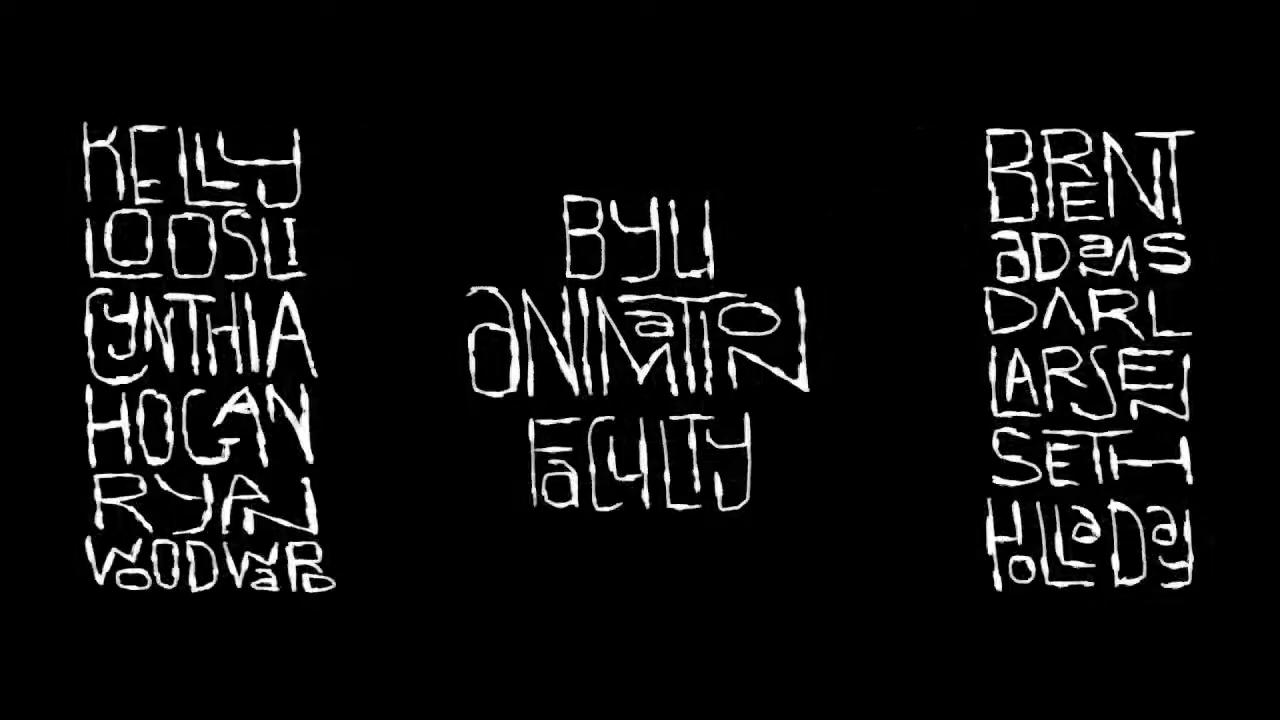 KELLY
LOOSLI
CYNTHIA
HOGAN
RYAN
WOODWARD
BYU
ANIMATION
FACULTY
BRENT
ADAMS
DARL
LARSEN
SETH
HOLLADAY